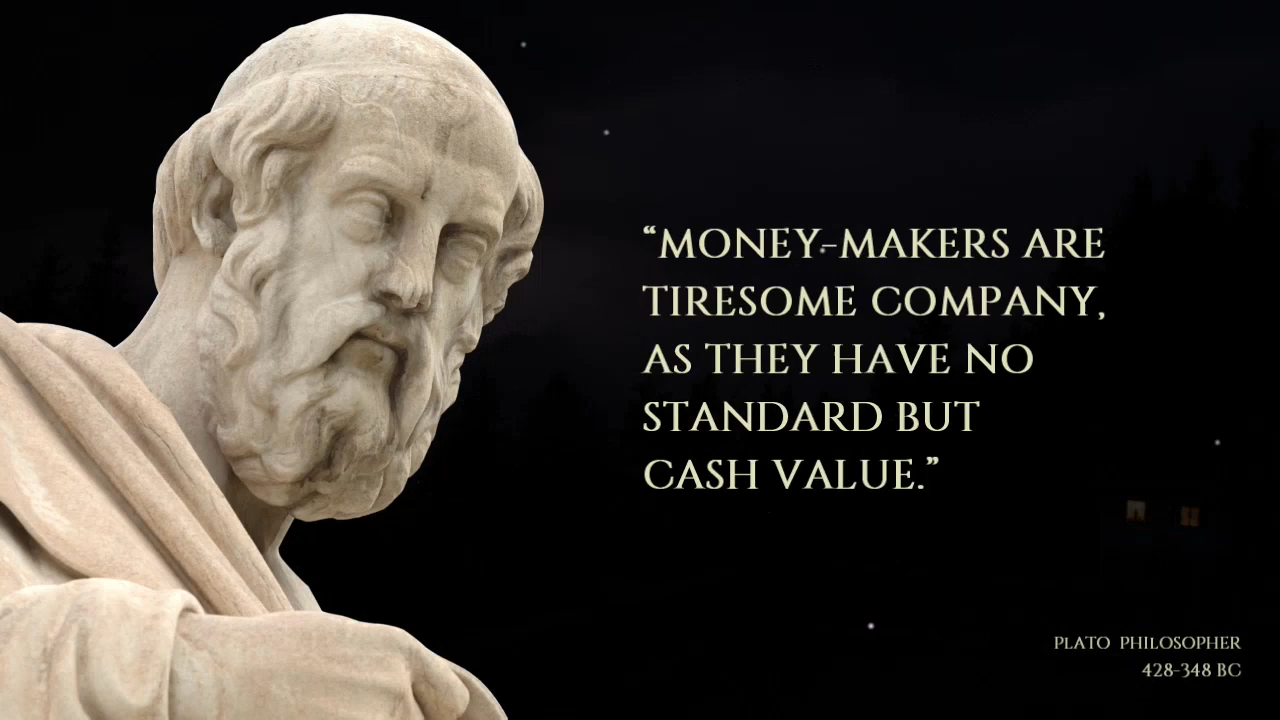 “MONEY-MAKERS ARE
TIRESOME COMPANY,
AS THEY HAVE NO
STANDARD BUT
CASH VALUE.”
PLATO PHILOSOPHER
428-348 BC